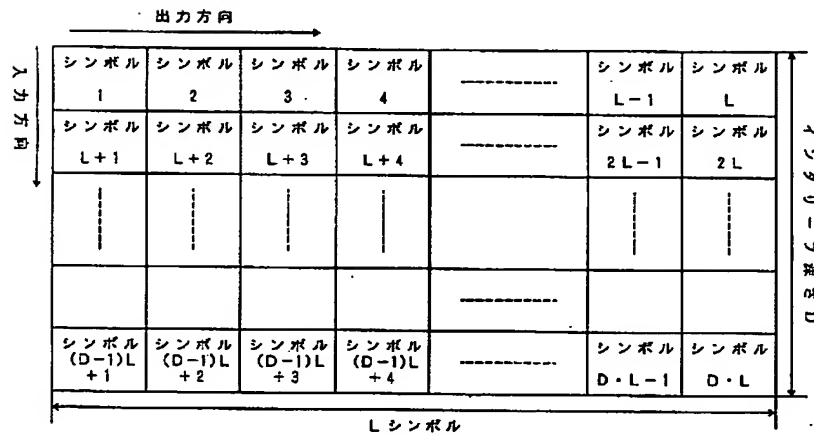 出力方向
入力方向
シンボル シンボル シンボル シンボル シンボル シンボル
1 2 3 4 L-1 L
シンボル シンボル シンボル シンボル シンボル シンボル
L+1 L+2 L+3 L+4 2L-1 2L
シンボル シンボル シンボル シンボル シンボル シンボル
(D-1)L (D-1)L (D-1)L (D-1)L
+1 +2 +3 +4 D・L-1 D・L
インタリーブ深さD
Lシンボル